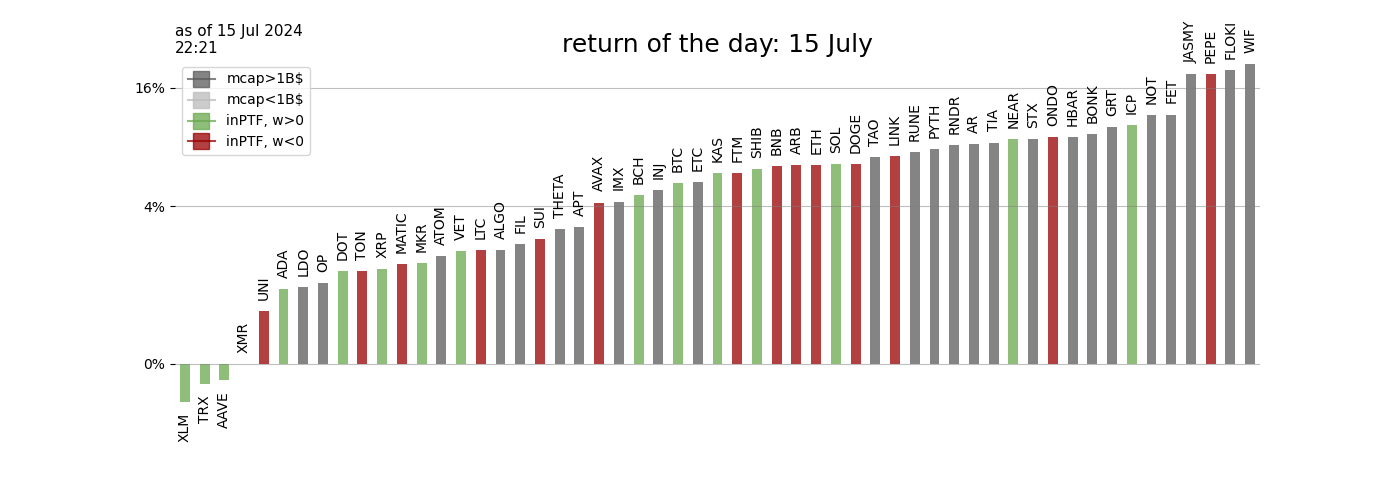 as of 15 Jul 2024
22:21
return of the day: 15 July
mcap>1B$
mcap<1B$
inPTF, w>0
inPTF, w<0
16%
4%
0%
XLM
TRX
AAVE
XMR
UNI
ADA
LDO
OP
DOT
TON
XRP
MATIC
MKR
ATOM
VET
LTC
ALGO
FIL
SUI
THETA
APT
AVAX
IMX
BCH
INJ
BTC
ETC
KAS
FTM
SHIB
BNB
ARB
ETH
SOL
DOGE
TAO
LINK
RUNE
PYTH
RNDR
AR
TIA
NEAR
STX
ONDO
HBAR
BONK
GRT
ICP
NOT
FET
JASMY
PEPE
FLOKI
WIF